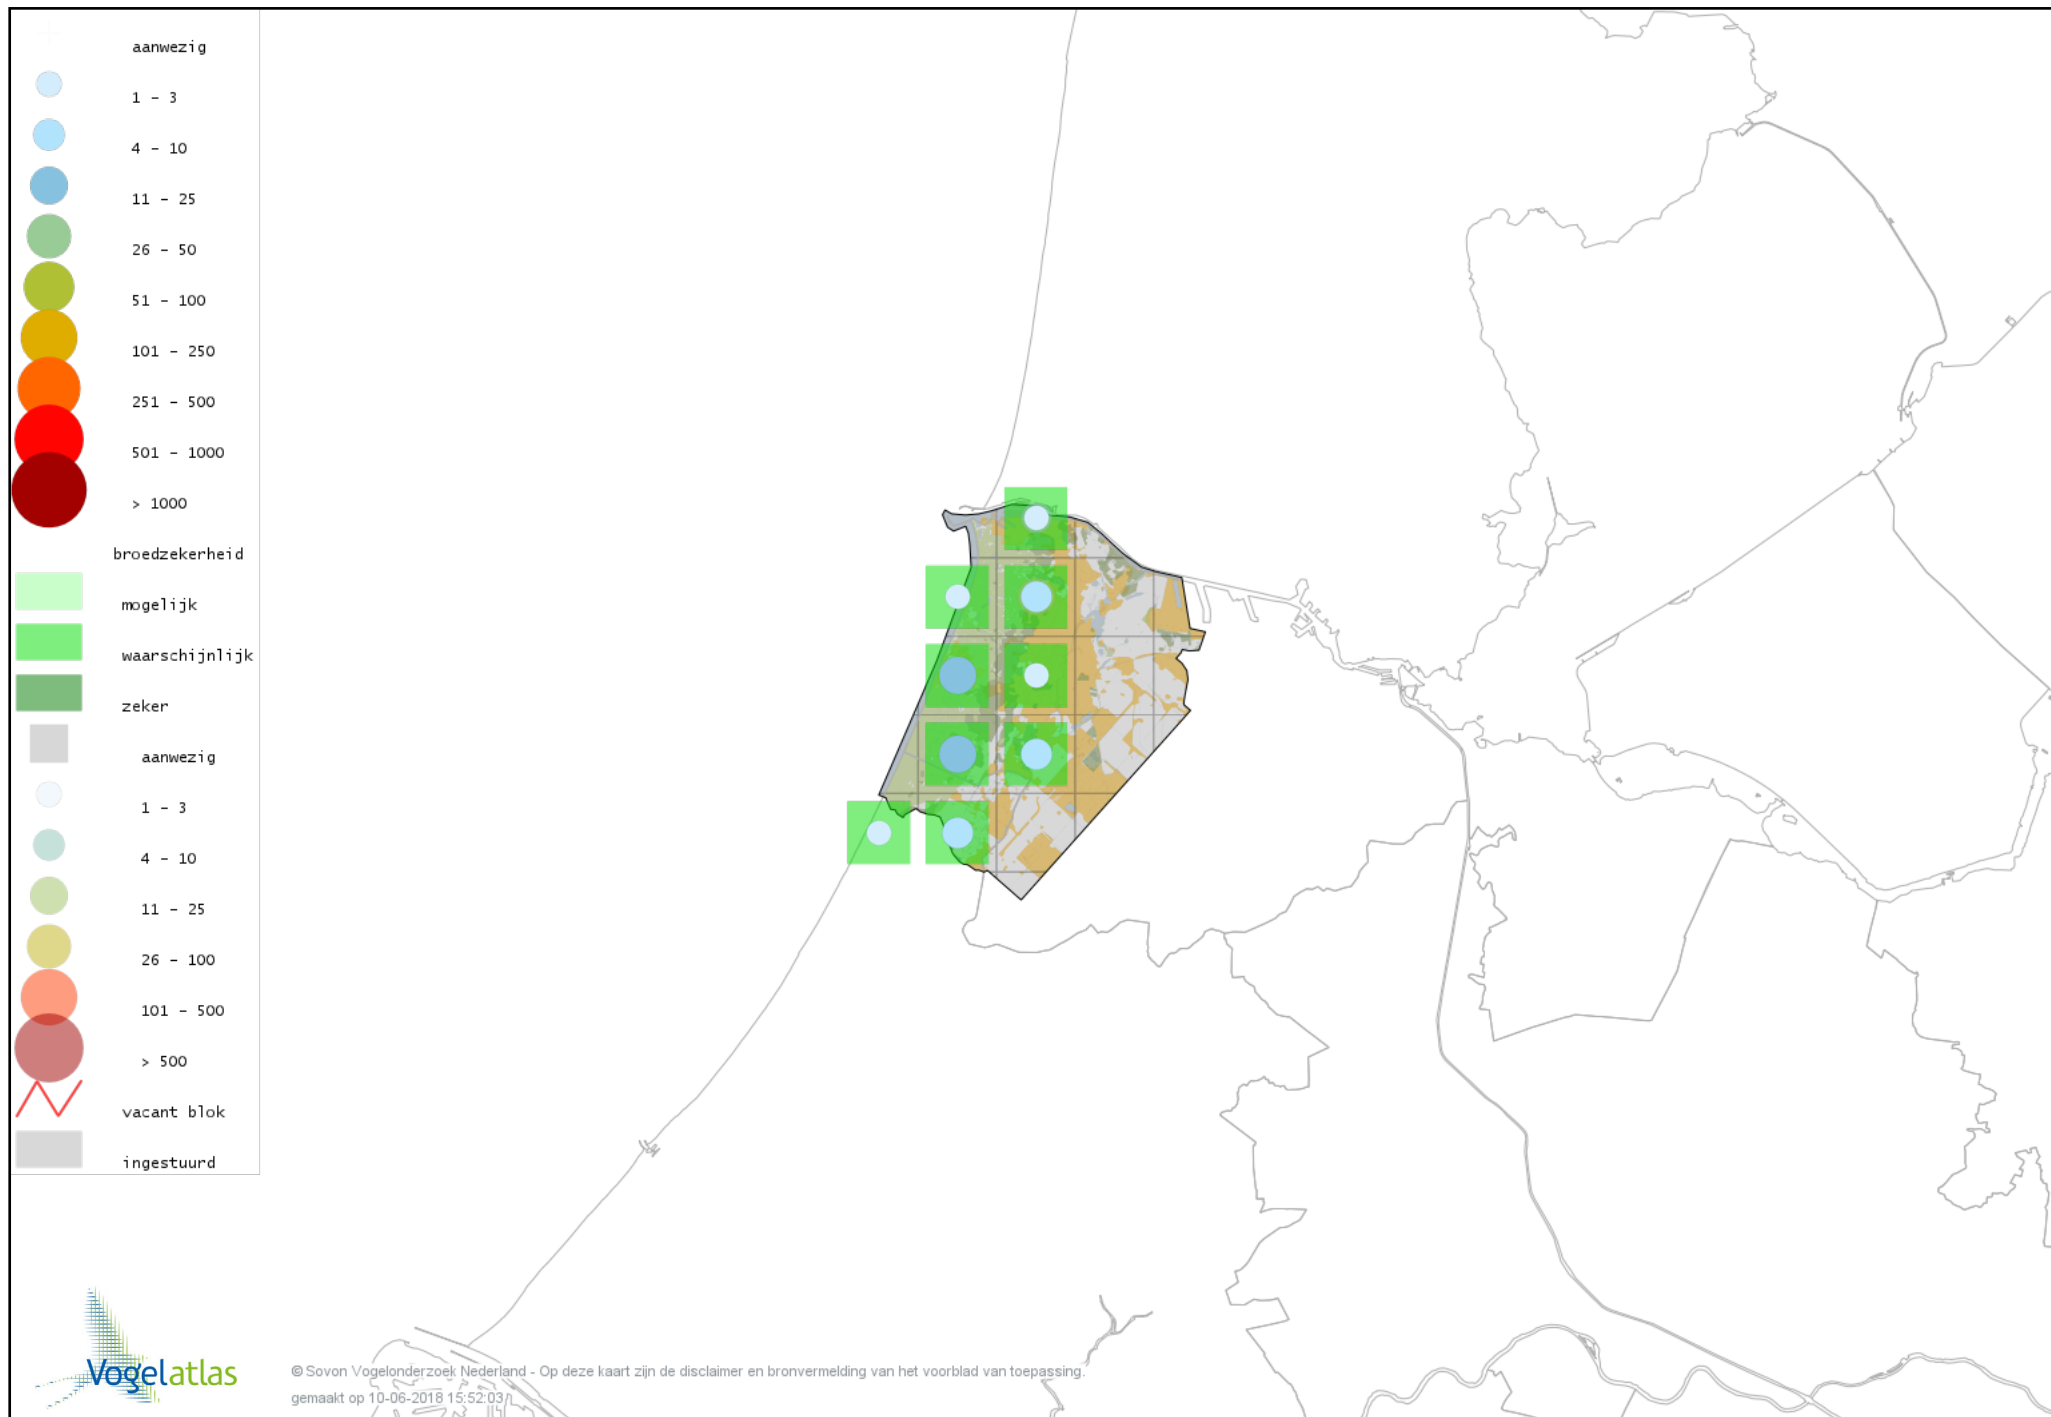 aanwezig
1 – 3
4 – 10
11 – 25
26 – 50
51 – 100
101 – 250
251 – 500
501 – 1000
> 1000
broedzekerheid
mogelijk
waarschijnlijk
zeker
aanwezig
1 – 3
4 – 10
11 – 25
26 – 100
101 – 500
> 500
vacant blok
ingestuurd
Vogelatlas
© Sovon Vogelonderzoek Nederland - Op deze kaart zijn de disclaimer en bronvermelding van het voorblad van toepassing.
gemaakt op 10-06-2018 15:52:03